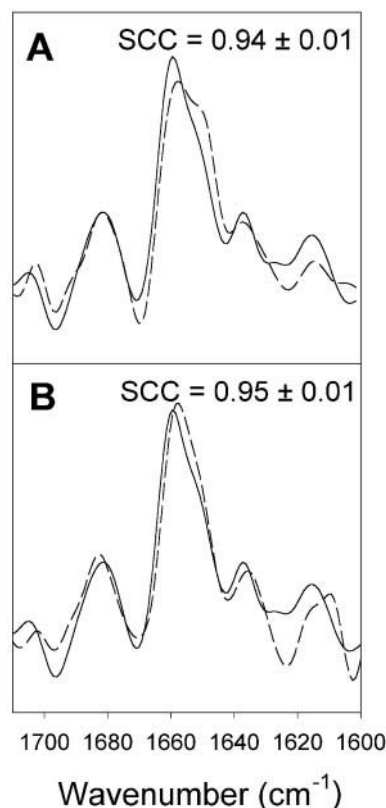 A SCC = 0.94 ± 0.01
B SCC = 0.95 ± 0.01
1700 1680 1660 1640 1620 1600
Wavenumber (cm⁻¹)